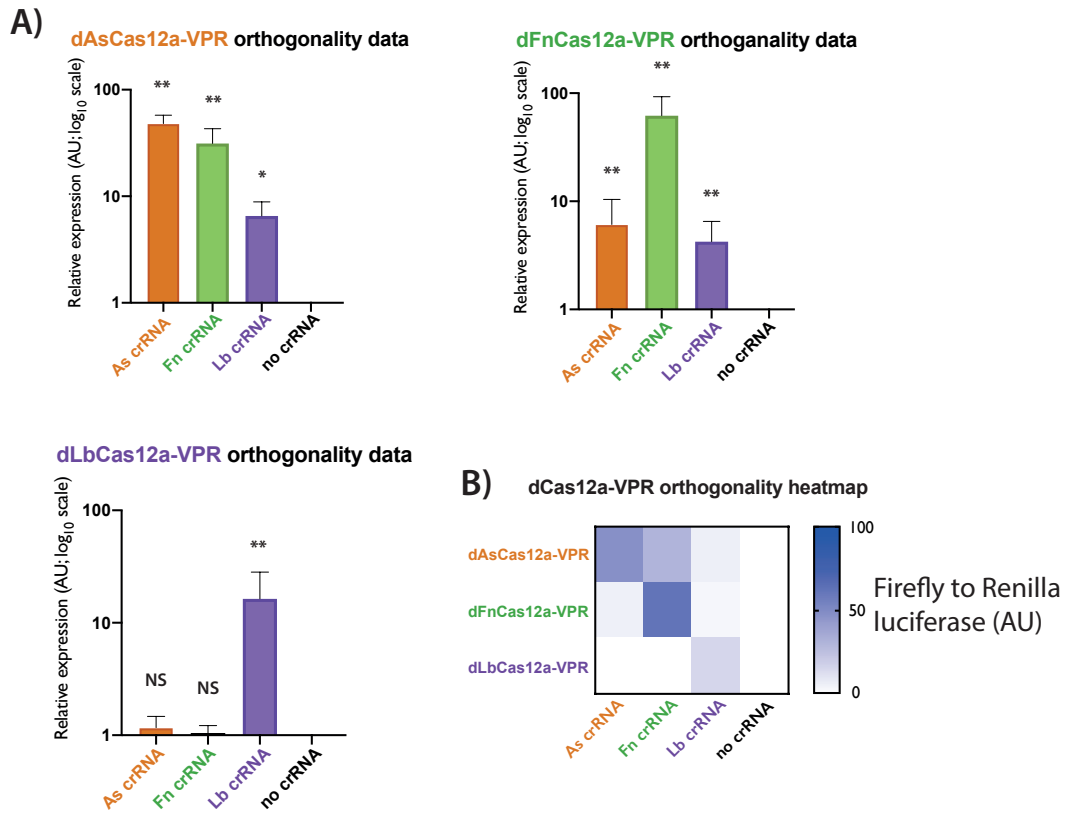 A)
dAsCas12a-VPR orthogonality data
Relative expression (AU; log10 scale)
100
10
1
**
**
*
As crRNA
Fn crRNA
Lb crRNA
no crRNA
dFnCas12a-VPR orthoganality data
Relative expression (AU; log10 scale)
100
10
1
**
**
**
As crRNA
Fn crRNA
Lb crRNA
no crRNA
dLbCas12a-VPR orthogonality data
Relative expression (AU; log10 scale)
100
10
1
NS
NS
**
As crRNA
Fn crRNA
Lb crRNA
no crRNA
B)
dCas12a-VPR orthogonality heatmap
dAsCas12a-VPR
dFnCas12a-VPR
dLbCas12a-VPR
As crRNA
Fn crRNA
Lb crRNA
no crRNA
100
50
0
Firefly to Renilla
luciferase (AU)